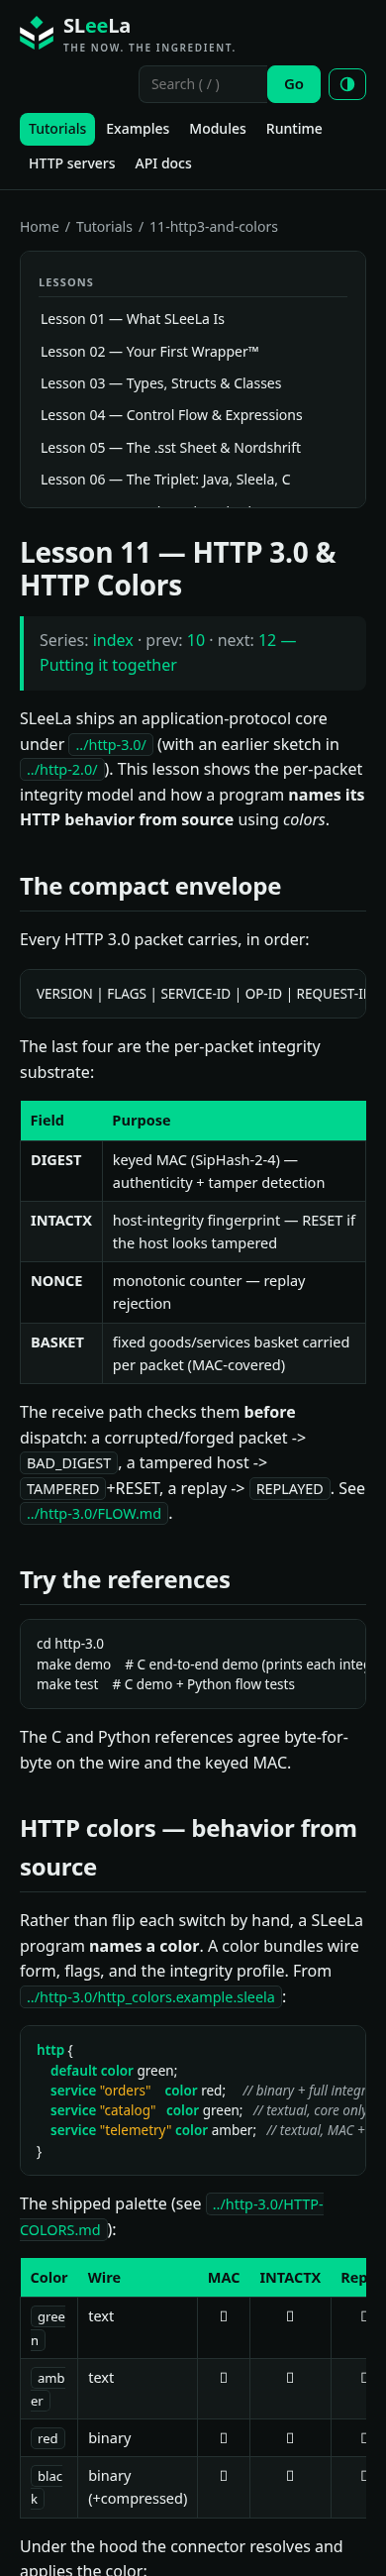 SLeeLa
THE NOW. THE INGREDIENT.
Search ( / )
Go
Tutorials Examples Modules Runtime
HTTP servers API docs
Home / Tutorials / 11-http3-and-colors
LESSONS
Lesson 01 — What SLeeLa Is
Lesson 02 — Your First Wrapper™
Lesson 03 — Types, Structs & Classes
Lesson 04 — Control Flow & Expressions
Lesson 05 — The .sst Sheet & Nordshrift
Lesson 06 — The Triplet: Java, Sleela, C
Lesson 11 — HTTP 3.0 &
HTTP Colors
Series: index · prev: 10 · next: 12 —
Putting it together
SLeeLa ships an application-protocol core
under ../http-3.0/ (with an earlier sketch in
../http-2.0/ ). This lesson shows the per-packet
integrity model and how a program names its
HTTP behavior from source using colors.
The compact envelope
Every HTTP 3.0 packet carries, in order:
VERSION | FLAGS | SERVICE-ID | OP-ID |
The last four are the per-packet integrity
substrate:
Field Purpose
DIGEST keyed MAC (SipHash-2-4) —
authenticity + tamper detection
INTACTX host-integrity fingerprint — RESET if
the host looks tampered
NONCE monotonic counter — replay
rejection
BASKET fixed goods/services basket carried
per packet (MAC-covered)
The receive path checks them before
dispatch: a corrupted/forged packet ->
BAD_DIGEST , a tampered host ->
TAMPERED +RESET, a replay -> REPLAYED . See
../http-3.0/FLOW.md .
Try the references
cd http-3.0
make demo # C end-to-end demo (prints each
make test # C demo + Python flow tests
The C and Python references agree byte-for-
byte on the wire and the keyed MAC.
HTTP colors — behavior from
source
Rather than flip each switch by hand, a SLeeLa
program names a color. A color bundles wire
form, flags, and the integrity profile. From
../http-3.0/http_colors.example.sleela :
http {
default color green;
service "orders" color red; // binary + full
service "catalog" color green; // textual, core only
service "telemetry" color amber; // textual, MAC +
}
The shipped palette (see ../http-3.0/HTTP-
COLORS.md ):
Color Wire MAC INTACTX
gree
n text
amb
er text
red binary
blac
k binary
(+compressed)
Under the hood the connector resolves and
applies the color: